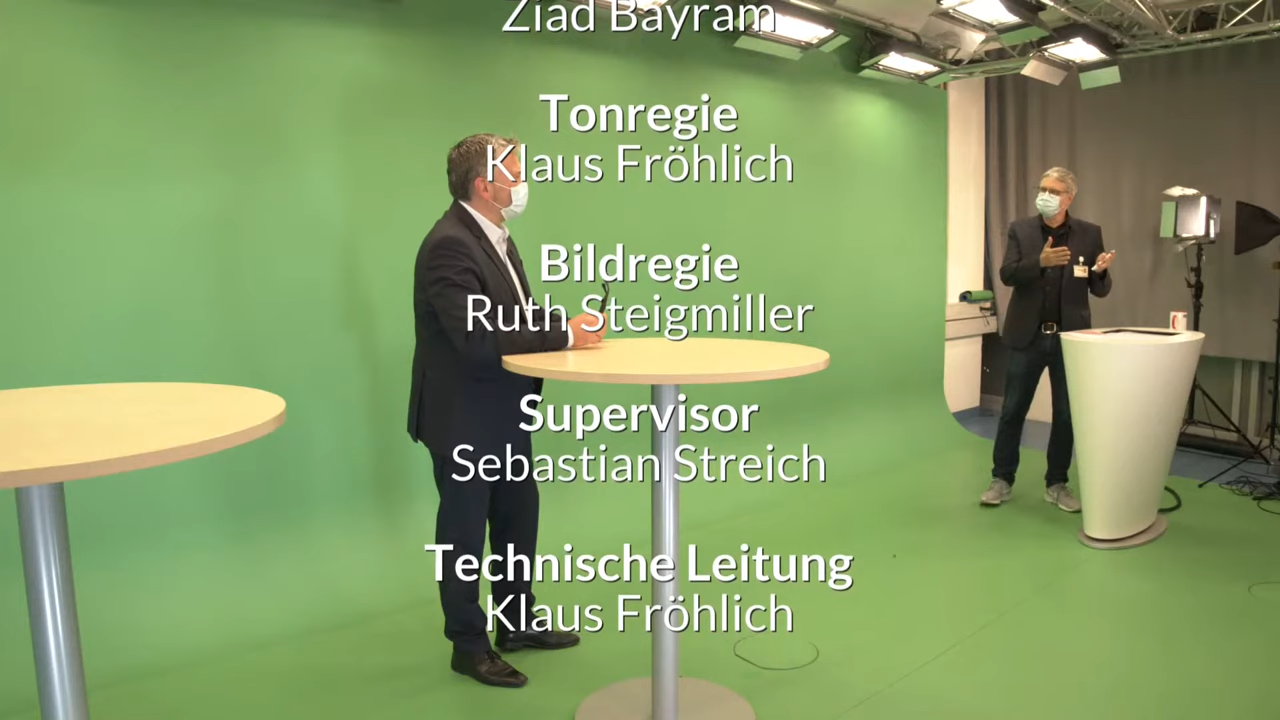 Ziad Bayram
Tonregie
Klaus Fröhlich
Bildregie
Ruth Steigmiller
Supervisor
Sebastian Streich
Technische Leitung
Klaus Fröhlich